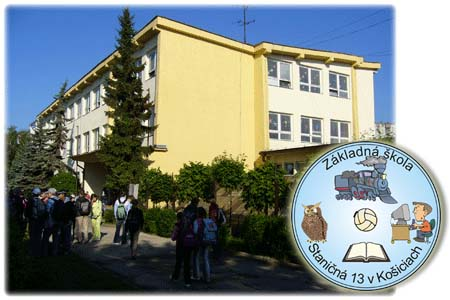 Základná škola
Staničná 13 v Košiciach